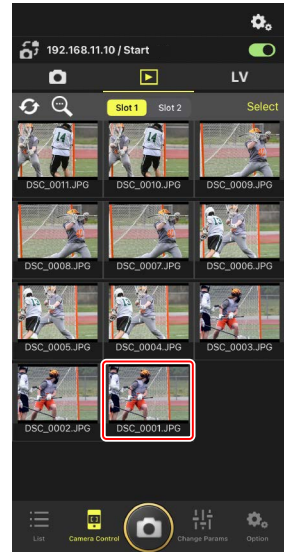 192.168.11.10 / Start
LV
Slot 1 Slot 2 Select
DSC_0011.JPG DSC_0010.JPG DSC_0009.JPG
DSC_0008.JPG DSC_0007.JPG DSC_0006.JPG
DSC_0005.JPG DSC_0004.JPG DSC_0003.JPG
DSC_0002.JPG DSC_0001.JPG
List Camera Control Change Params Option